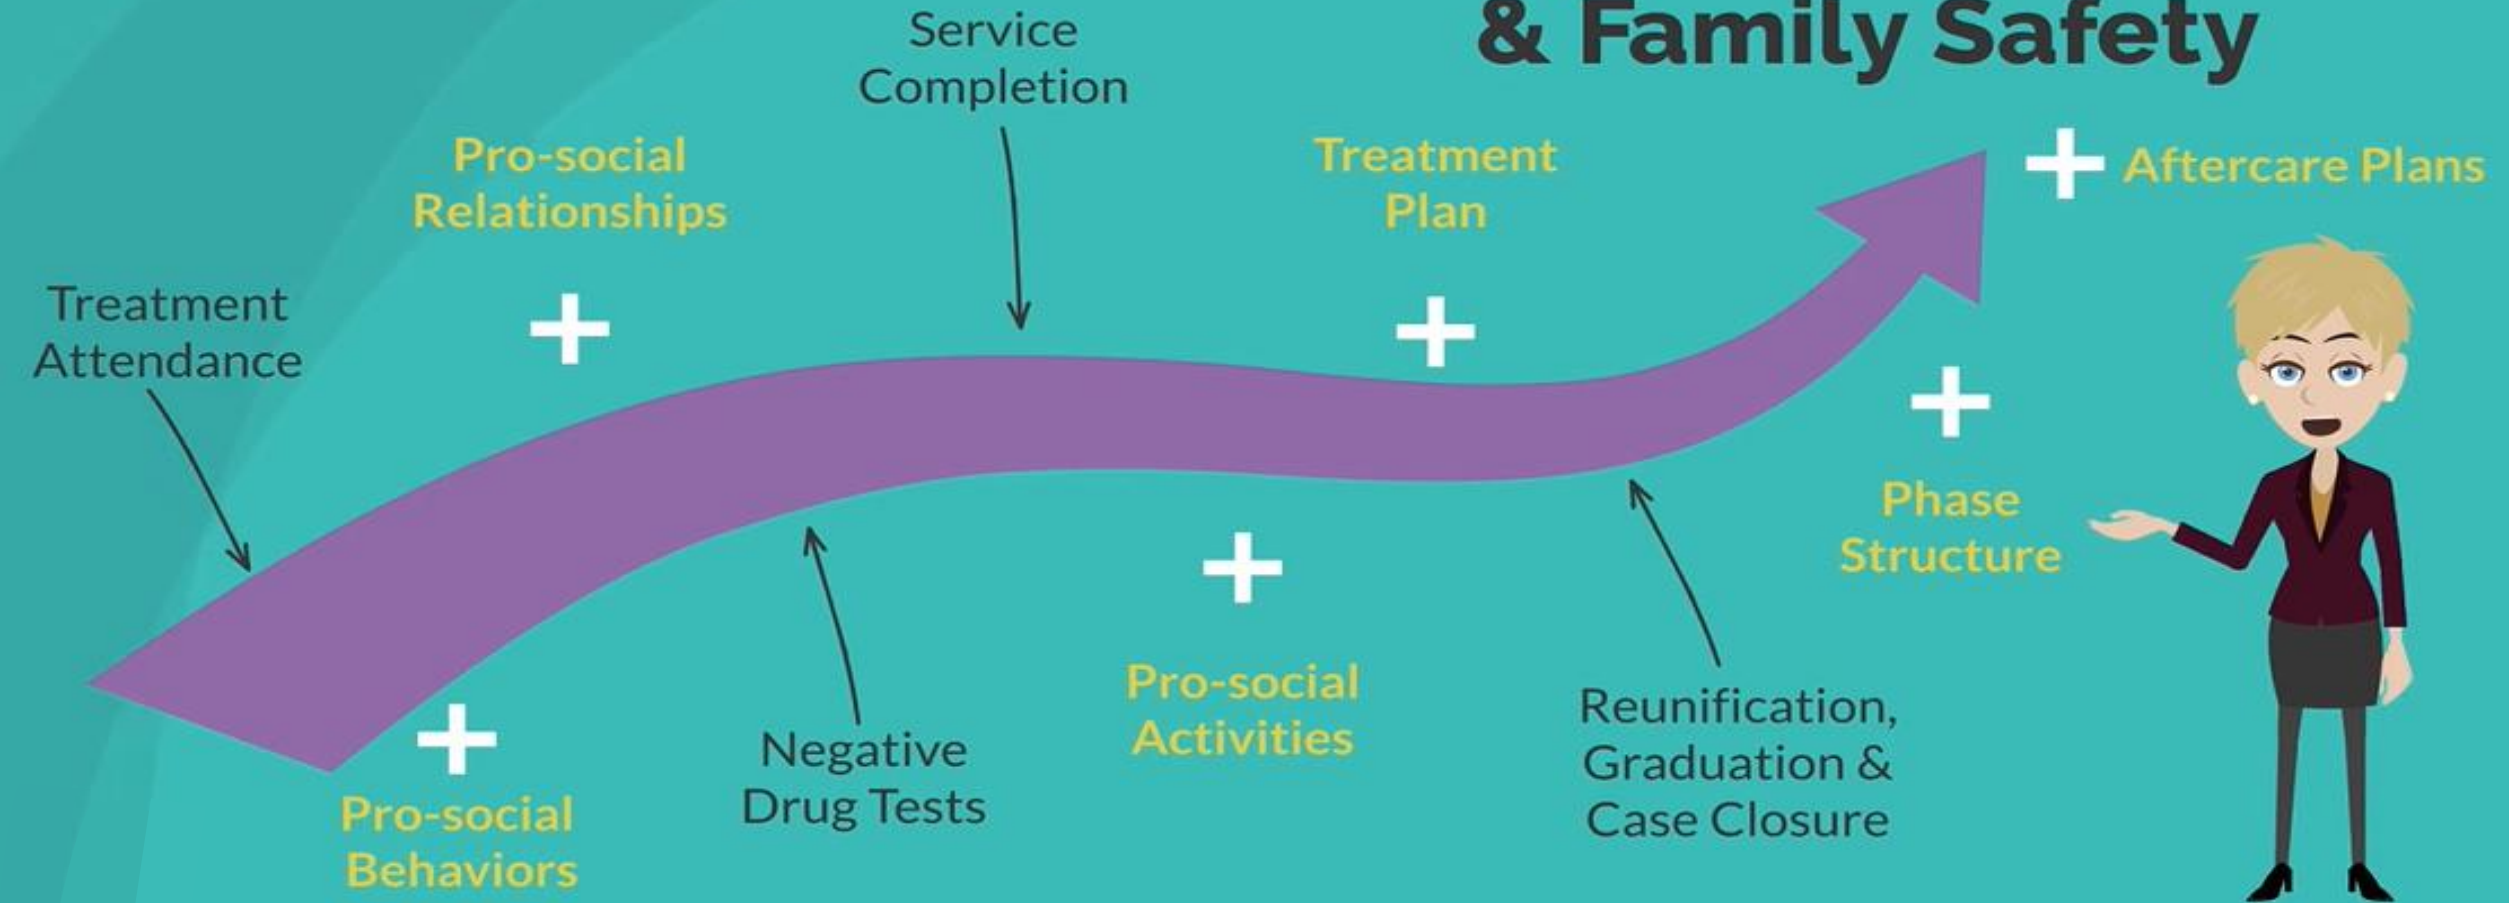 & Family Safety
Service
Completion
Pro-social
Relationships
Treatment
Plan
Aftercare Plans
Treatment
Attendance
Phase
Structure
Pro-social
Activities
Reunification,
Graduation &
Case Closure
Negative
Drug Tests
Pro-social
Behaviors